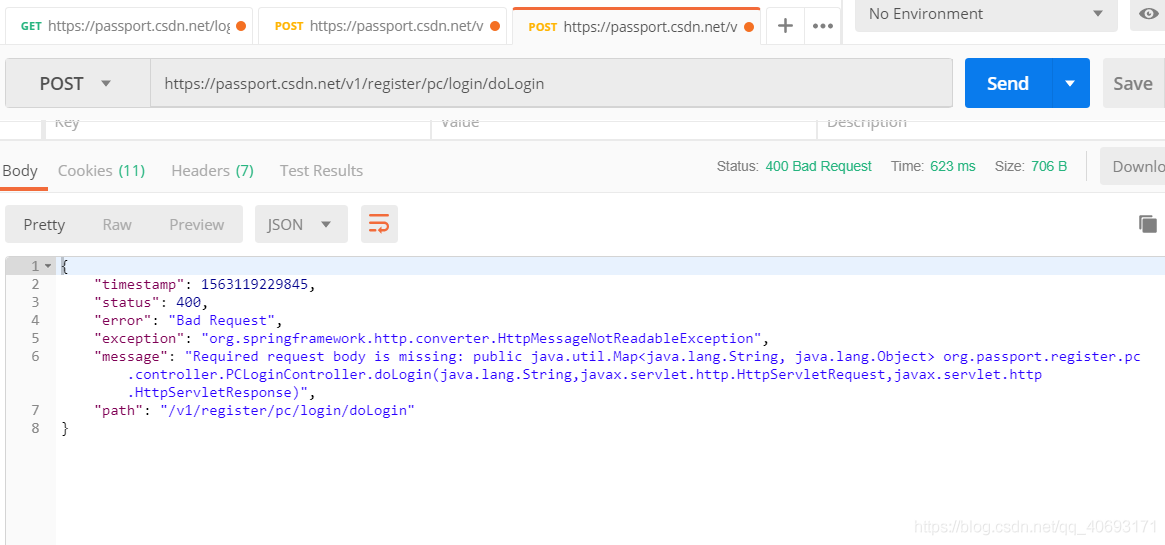 GET https://passport.csdn.net/log POST https://passport.csdn.net/v POST https://passport.csdn.net/v + ••• No Environment
POST https://passport.csdn.net/v1/register/pc/login/doLogin Send Save
Key Value Description
Body Cookies (11) Headers (7) Test Results Status: 400 Bad Request Time: 623 ms Size: 706 B Downlo
Pretty Raw Preview JSON
1 {
2 "timestamp": 1563119229845,
3 "status": 400,
4 "error": "Bad Request",
5 "exception": "org.springframework.http.converter.HttpMessageNotReadableException",
6 "message": "Required request body is missing: public java.util.Map<java.lang.String, java.lang.Object> org.passport.register.pc
.controller.PCLoginController.doLogin(java.lang.String,javax.servlet.http.HttpServletRequest,javax.servlet.http
.HttpServletResponse)",
7 "path": "/v1/register/pc/login/doLogin"
8 }
https://blog.csdn.net/qq_40693171